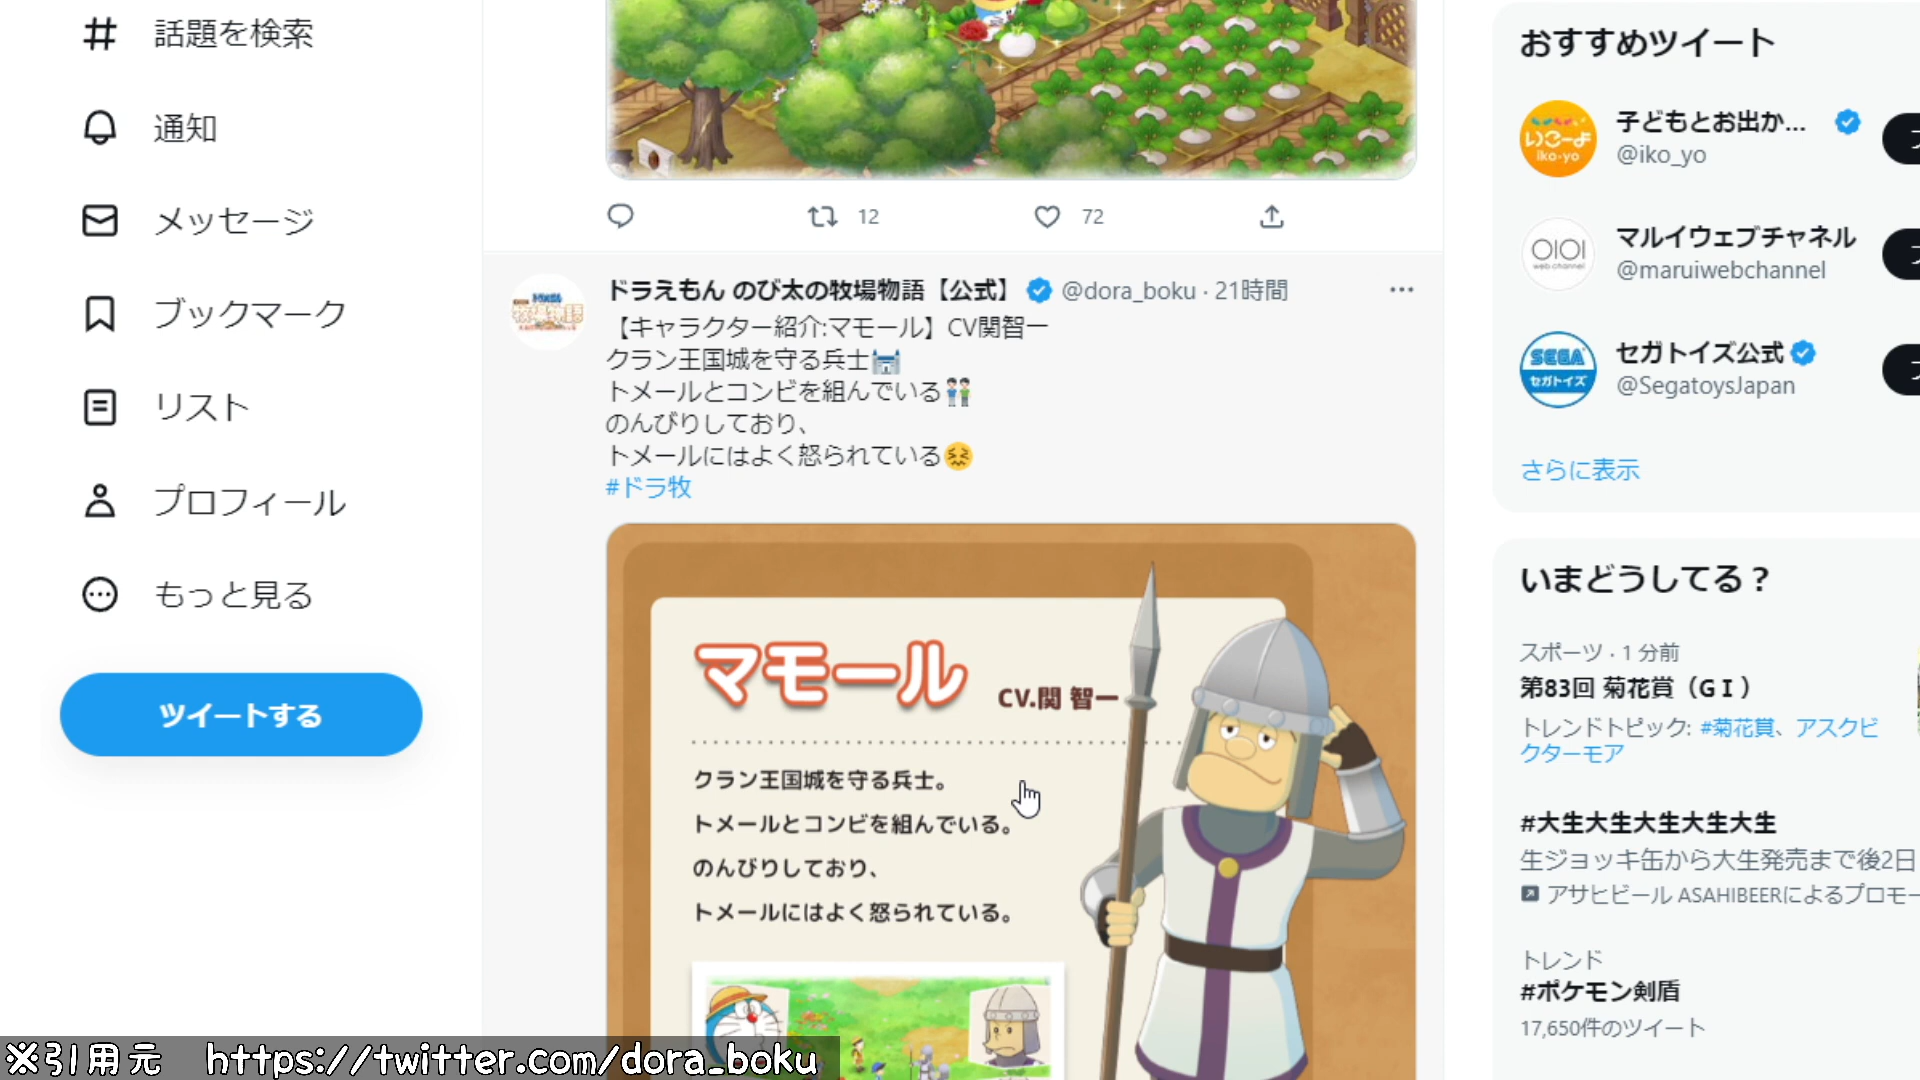 話題を検索
通知
メッセージ
ブックマーク
リスト
プロフィール
もっと見る
ツイートする
12
72
ドラえもん のび太の牧場物語【公式】 @dora_boku · 21時間
【キャラクター紹介:マモール】CV関智一
クラン王国城を守る兵士🏰
トメールとコンビを組んでいる👬
のんびりしており、
トメールにはよく怒られている😖
#ドラ牧
マモール
CV.関 智一
クラン王国城を守る兵士。
トメールとコンビを組んでいる。
のんびりしており、
トメールにはよく怒られている。
おすすめツイート
いこーよ
iko-yo
子どもとお出か...
@iko_yo
OIOI
web channel
マルイウェブチャネル
@maruiwebchannel
SEGA
セガトイズ
セガトイズ公式
@SegatoysJapan
さらに表示
いまどうしてる？
スポーツ · 1 分前
第83回 菊花賞（G I ）
トレンドトピック: #菊花賞、アスクビ
クターモア
#大生大生大生大生大生
生ジョッキ缶から大生発売まで後2日
アサヒビール ASAHIBEERによるプロモー
トレンド
#ポケモン剣盾
17,650件のツイート
※引用元 https://twitter.com/dora_boku